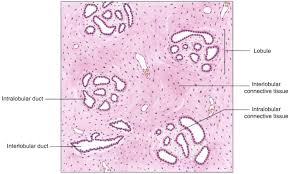 Lobule
Interlobular
connective tissue
Intralobular duct
Intralobular
connective tissue
Interlobular duct